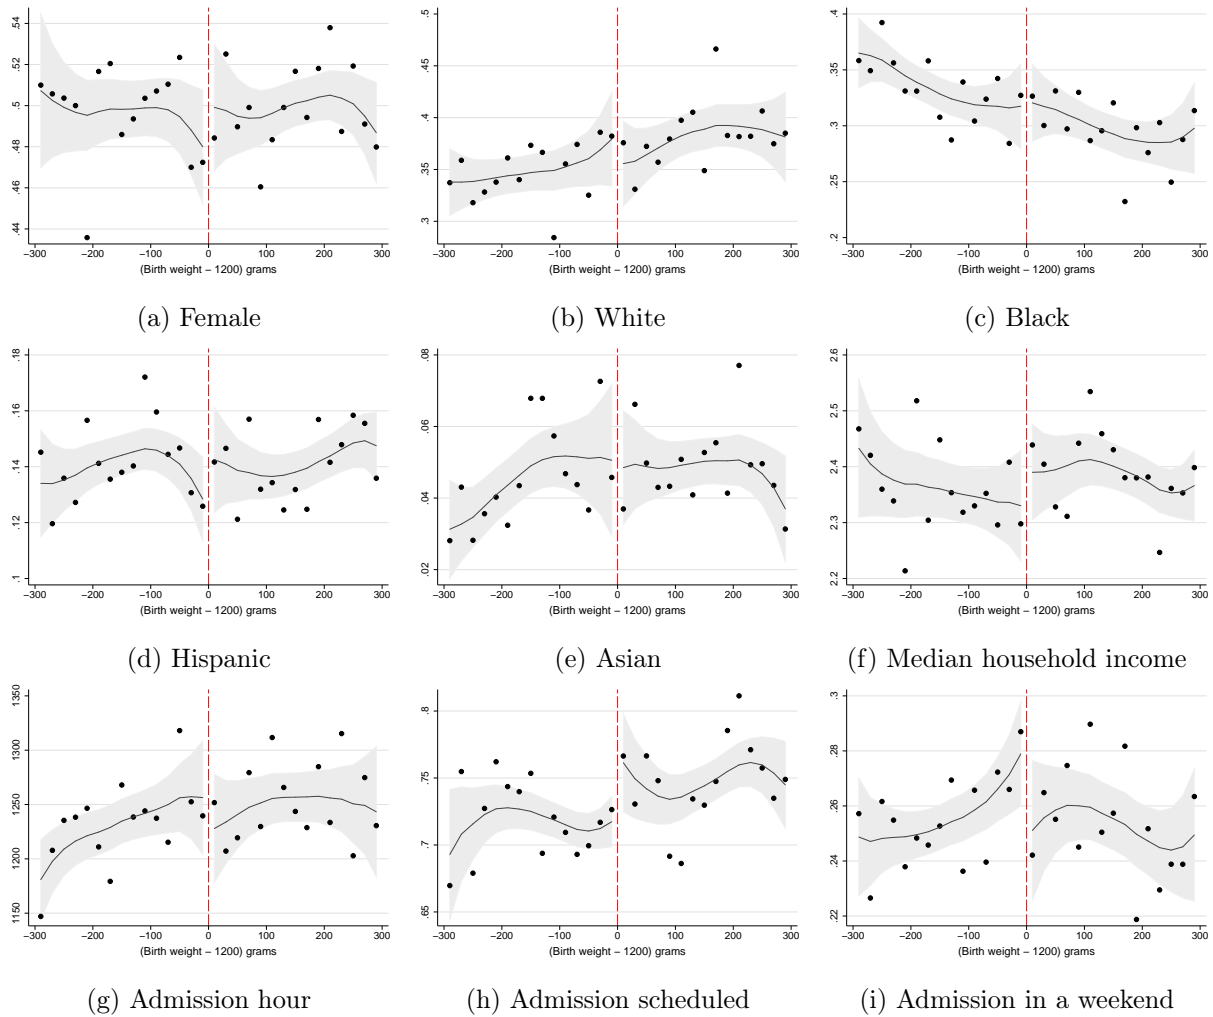 .54
.52
.5
.48
.46
.44
−300 −200 −100 0 100 200 300
(Birth weight − 1200) grams
(a) Female
.5
.45
.4
.35
.3
−300 −200 −100 0 100 200 300
(Birth weight − 1200) grams
(b) White
.4
.35
.3
.25
.2
−300 −200 −100 0 100 200 300
(Birth weight − 1200) grams
(c) Black
.18
.16
.14
.12
.1
−300 −200 −100 0 100 200 300
(Birth weight − 1200) grams
(d) Hispanic
.08
.06
.04
.02
−300 −200 −100 0 100 200 300
(Birth weight − 1200) grams
(e) Asian
2.6
2.5
2.4
2.3
2.2
−300 −200 −100 0 100 200 300
(Birth weight − 1200) grams
(f) Median household income
1350
1300
1250
1200
1150
−300 −200 −100 0 100 200 300
(Birth weight − 1200) grams
(g) Admission hour
.8
.75
.7
.65
−300 −200 −100 0 100 200 300
(Birth weight − 1200) grams
(h) Admission scheduled
.3
.28
.26
.24
.22
−300 −200 −100 0 100 200 300
(Birth weight − 1200) grams
(i) Admission in a weekend